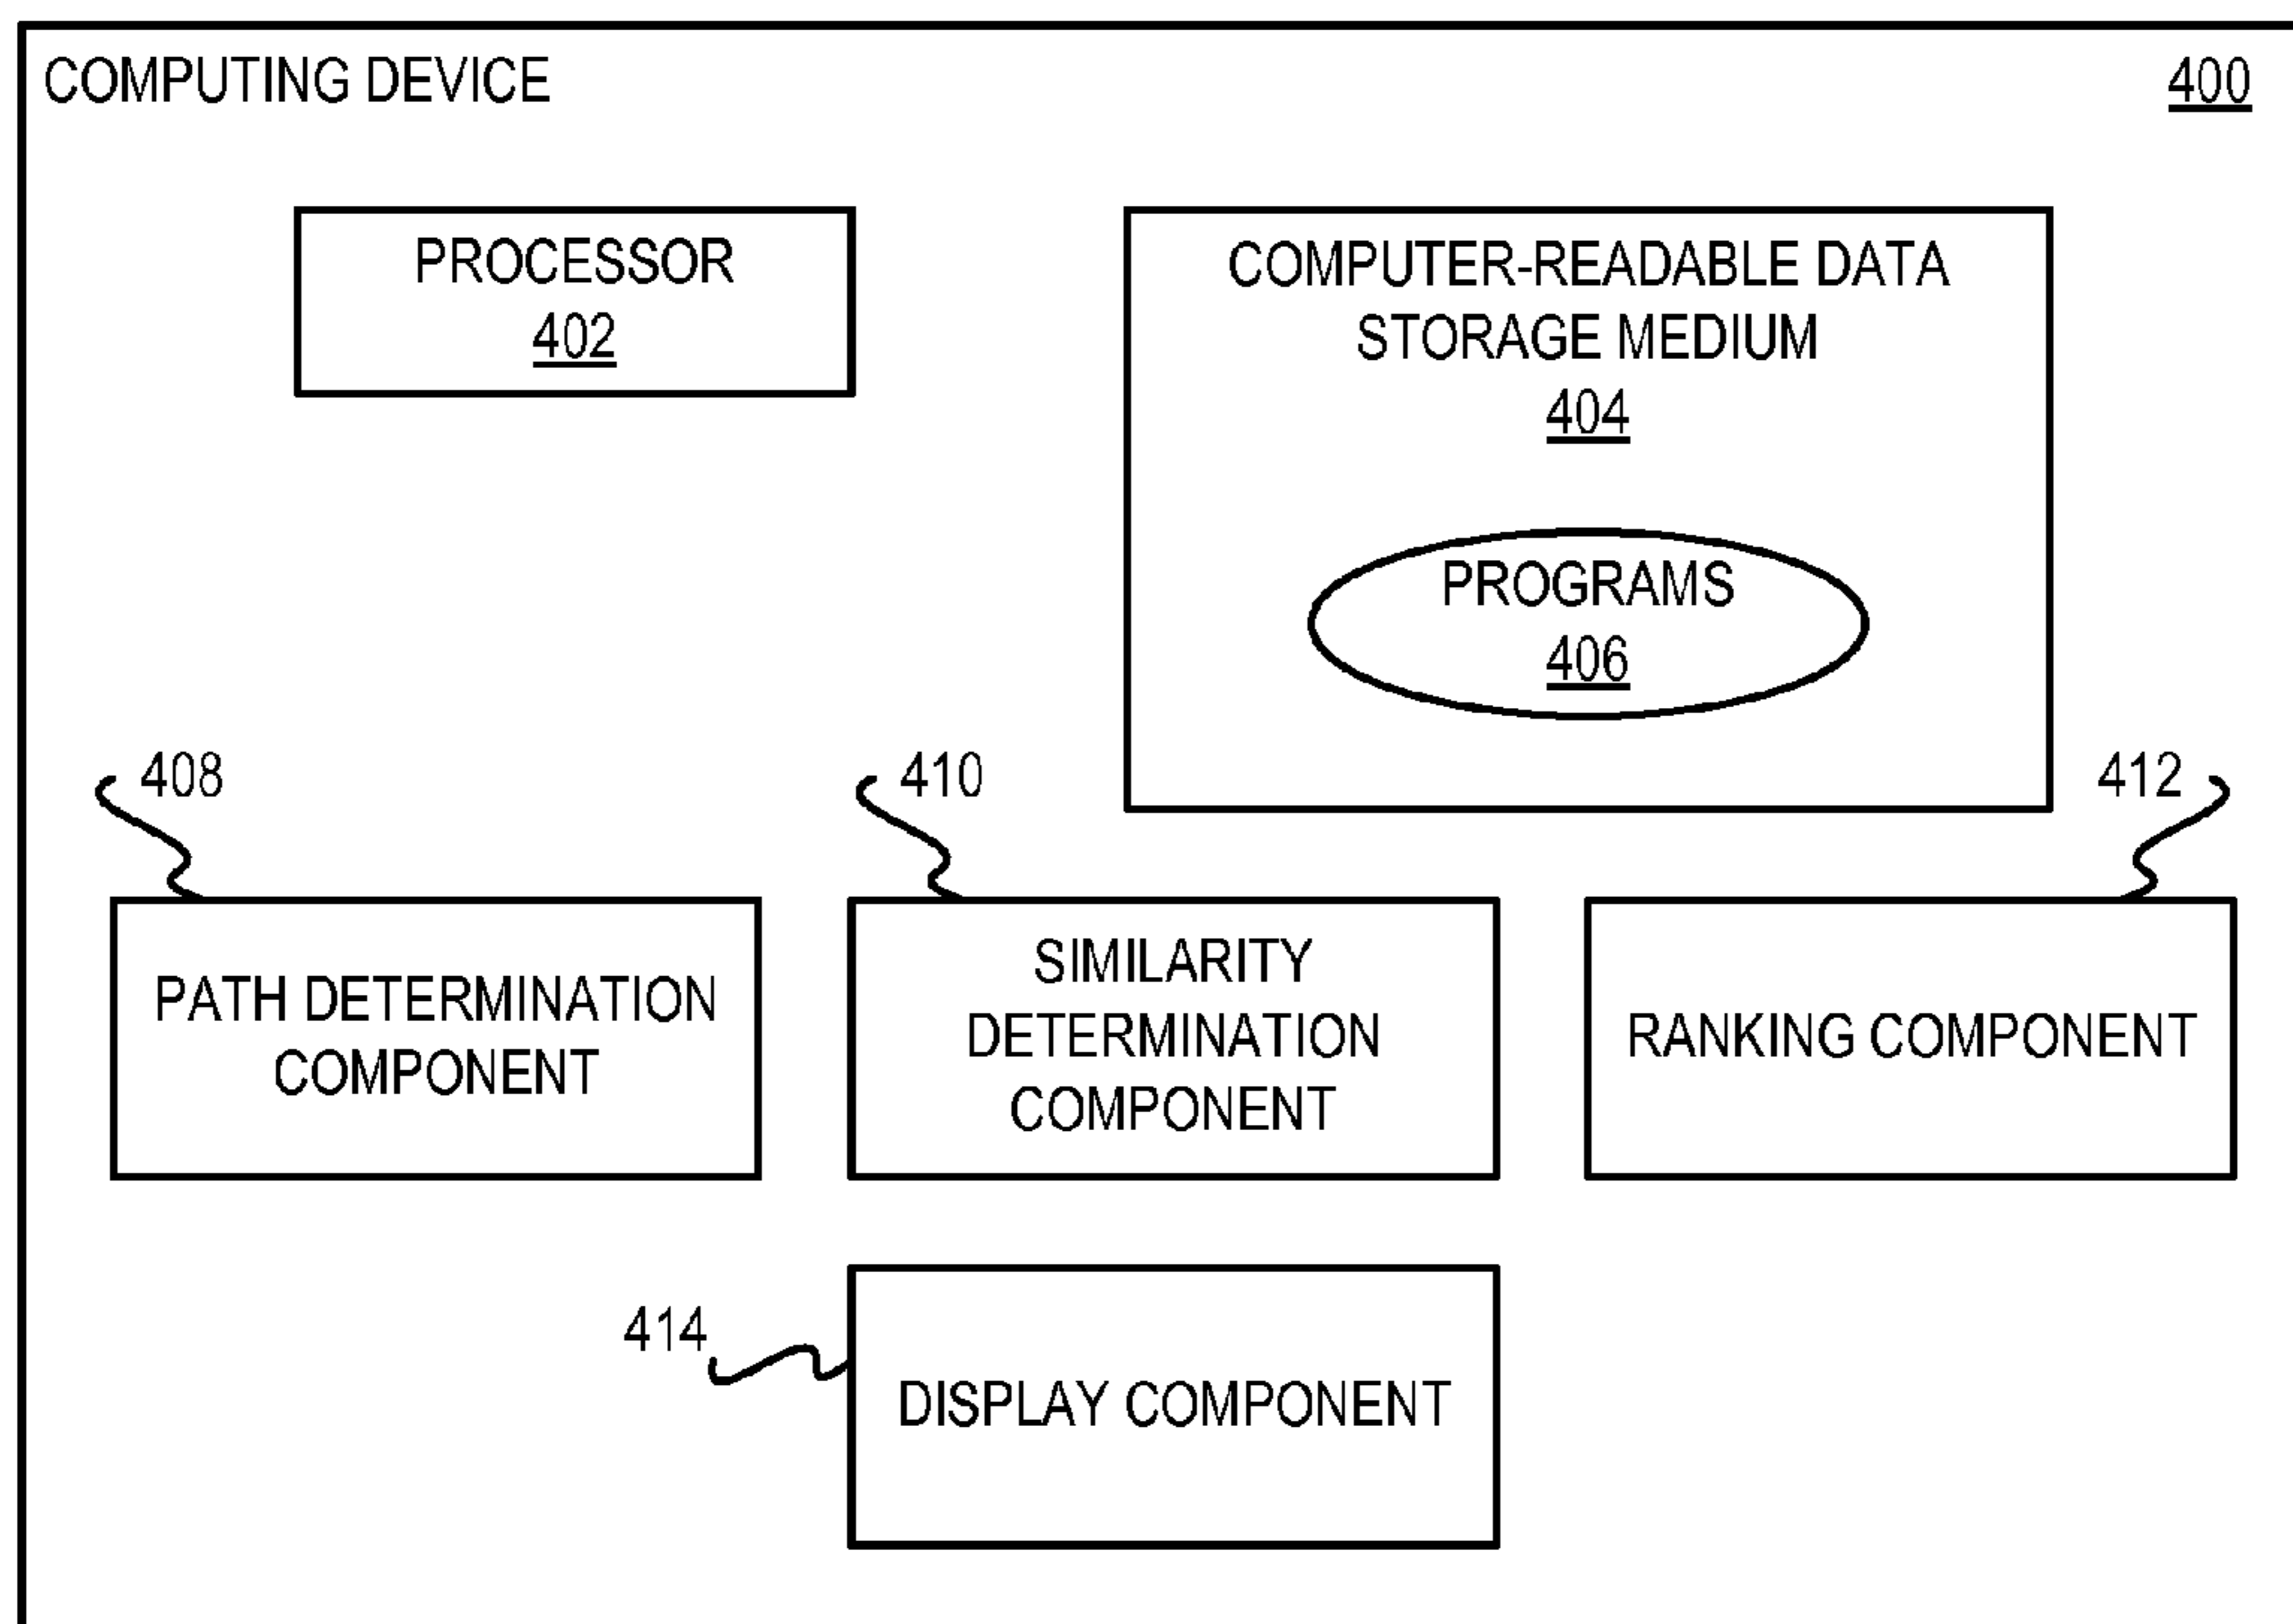 COMPUTING DEVICE
400
PROCESSOR
402
COMPUTER-READABLE DATA
STORAGE MEDIUM
404
PROGRAMS
406
408
410
412
PATH DETERMINATION
COMPONENT
SIMILARITY
DETERMINATION
COMPONENT
RANKING COMPONENT
414
DISPLAY COMPONENT